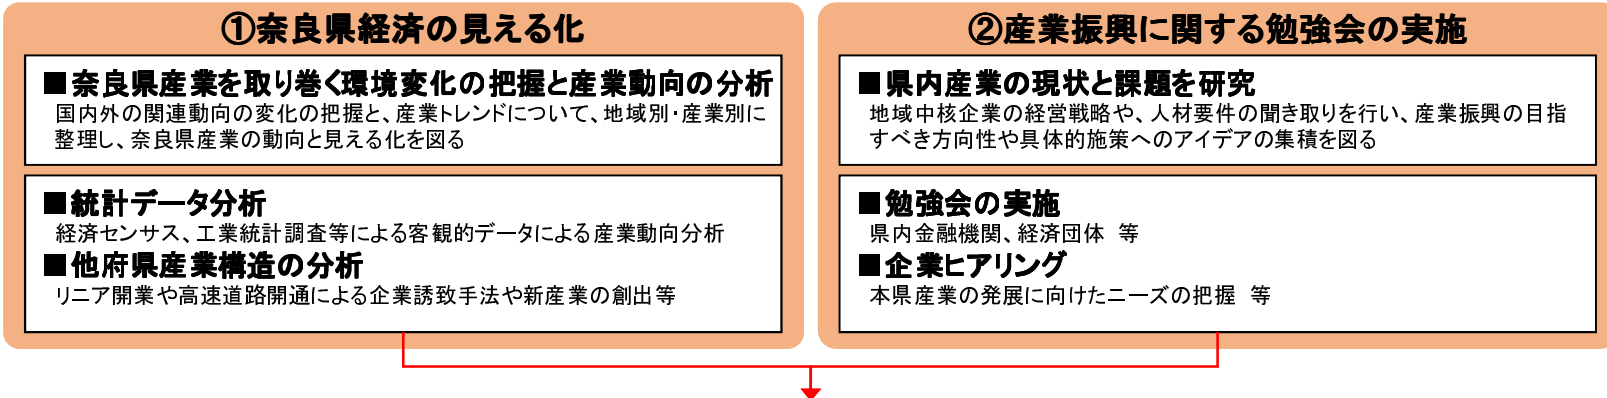 ①奈良県経済の見える化
■奈良県産業を取り巻く環境変化の把握と産業動向の分析
国内外の関連動向の変化の把握と、産業トレンドについて、地域別・産業別に
整理し、奈良県産業の動向と見える化を図る
■統計データ分析
経済センサス、工業統計調査等による客観的データによる産業動向分析
■他府県産業構造の分析
リニア開業や高速道路開通による企業誘致手法や新産業の創出等
②産業振興に関する勉強会の実施
■県内産業の現状と課題を研究
地域中核企業の経営戦略や、人材要件の聞き取りを行い、産業振興の目指
すべき方向性や具体的施策へのアイデアの集積を図る
■勉強会の実施
県内金融機関、経済団体 等
■企業ヒアリング
本県産業の発展に向けたニーズの把握 等